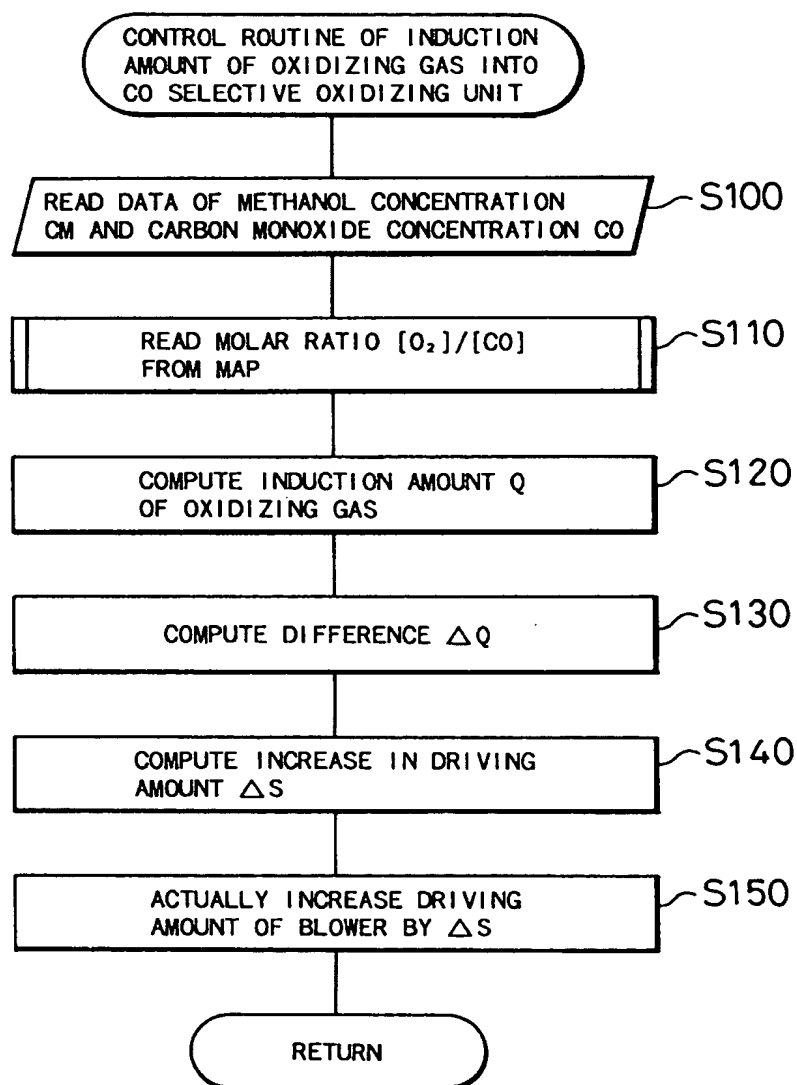 CONTROL ROUTINE OF INDUCTION
AMOUNT OF OXIDIZING GAS INTO
CO SELECTIVE OXIDIZING UNIT
READ DATA OF METHANOL CONCENTRATION
CM AND CARBON MONOXIDE CONCENTRATION CO
S100
READ MOLAR RATIO [O₂]/[CO]
FROM MAP
S110
COMPUTE INDUCTION AMOUNT Q
OF OXIDIZING GAS
S120
COMPUTE DIFFERENCE △Q
S130
COMPUTE INCREASE IN DRIVING
AMOUNT △S
S140
ACTUALLY INCREASE DRIVING
AMOUNT OF BLOWER BY △S
S150
RETURN